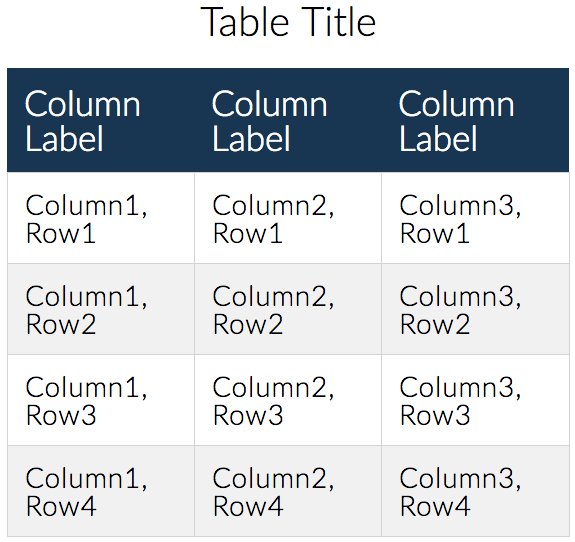 Table Title
Column Column Column
Label Label Label
Column1, Column2, Column3,
Row1 Row1 Row1
Column1, Column2, Column3,
Row2 Row2 Row2
Column1, Column2, Column3,
Row3 Row3 Row3
Column1, Column2, Column3,
Row4 Row4 Row4